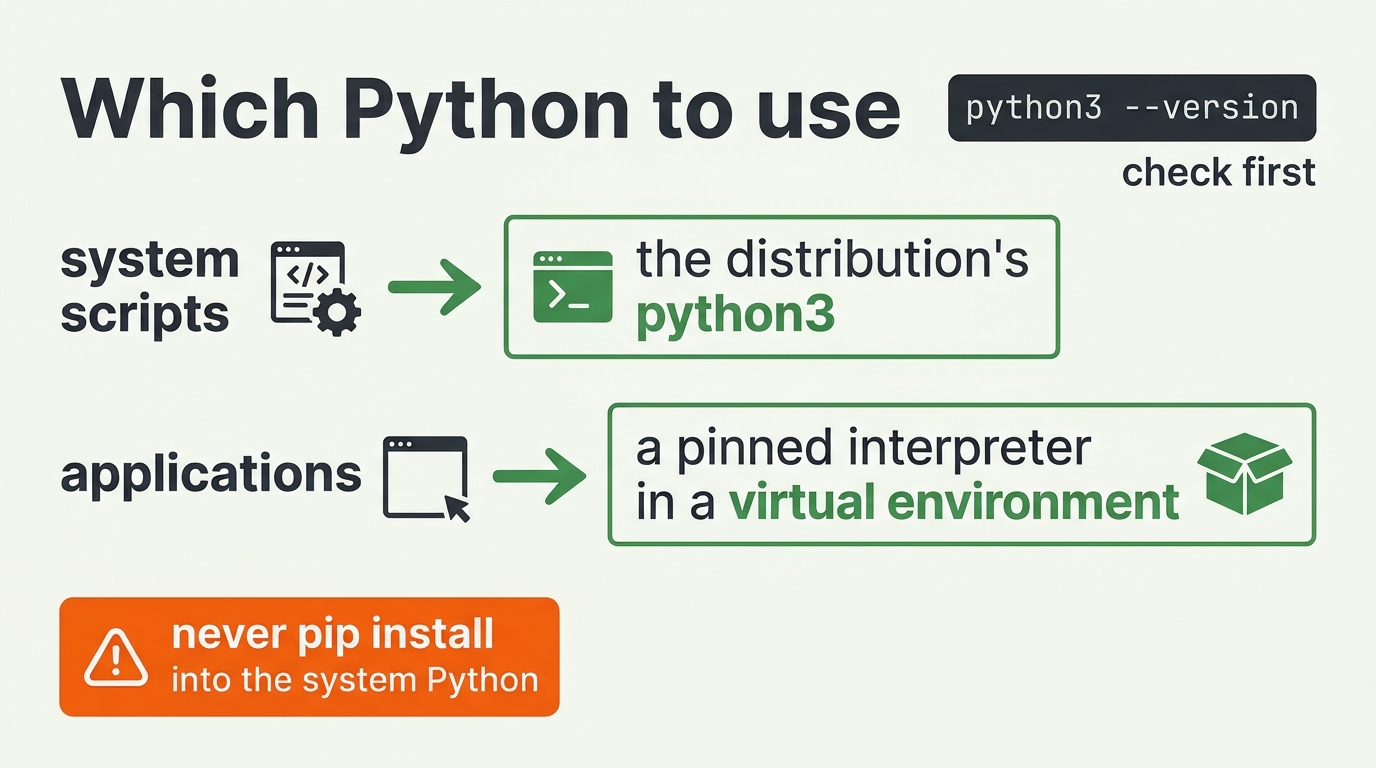 Which Python to use
python3 --version
check first
system
scripts
the distribution's
python3
applications
a pinned interpreter
in a virtual environment
never pip install
into the system Python